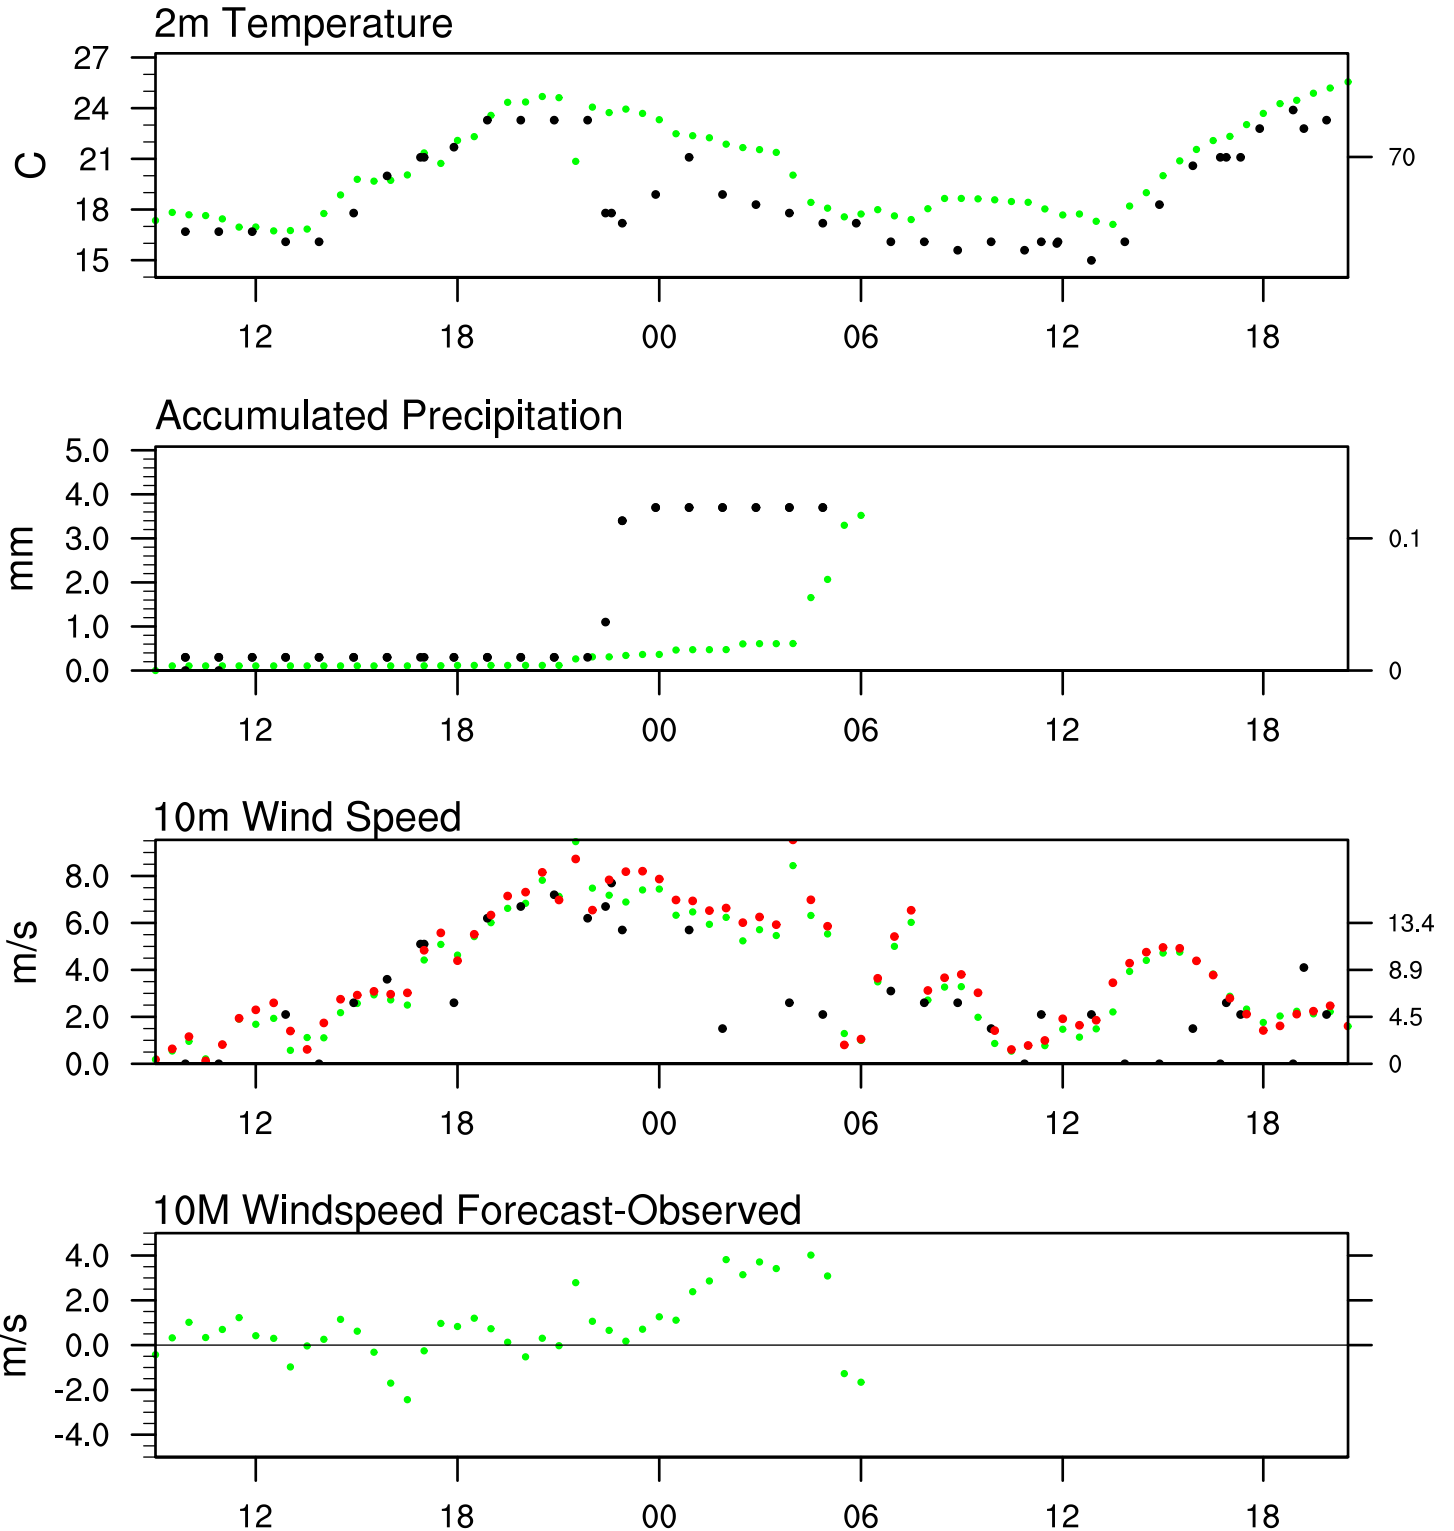 2m Temperature
27
24
21
18
15
C
70
12 18 00 06 12 18
Accumulated Precipitation
5.0
4.0
3.0
2.0
1.0
0.0
mm
0.1
0
12 18 00 06 12 18
10m Wind Speed
8.0
6.0
4.0
2.0
0.0
m/s
13.4
8.9
4.5
0
12 18 00 06 12 18
10M Windspeed Forecast-Observed
4.0
2.0
0.0
-2.0
-4.0
m/s
12 18 00 06 12 18